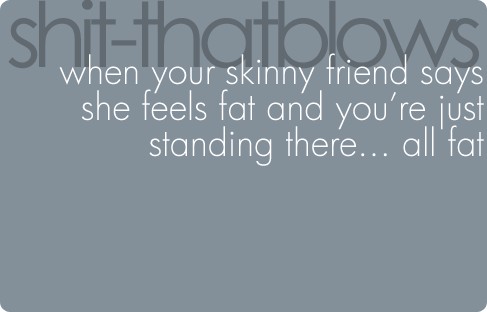 shit-thatblows
when your skinny friend says
she feels fat and you're just
standing there... all fat